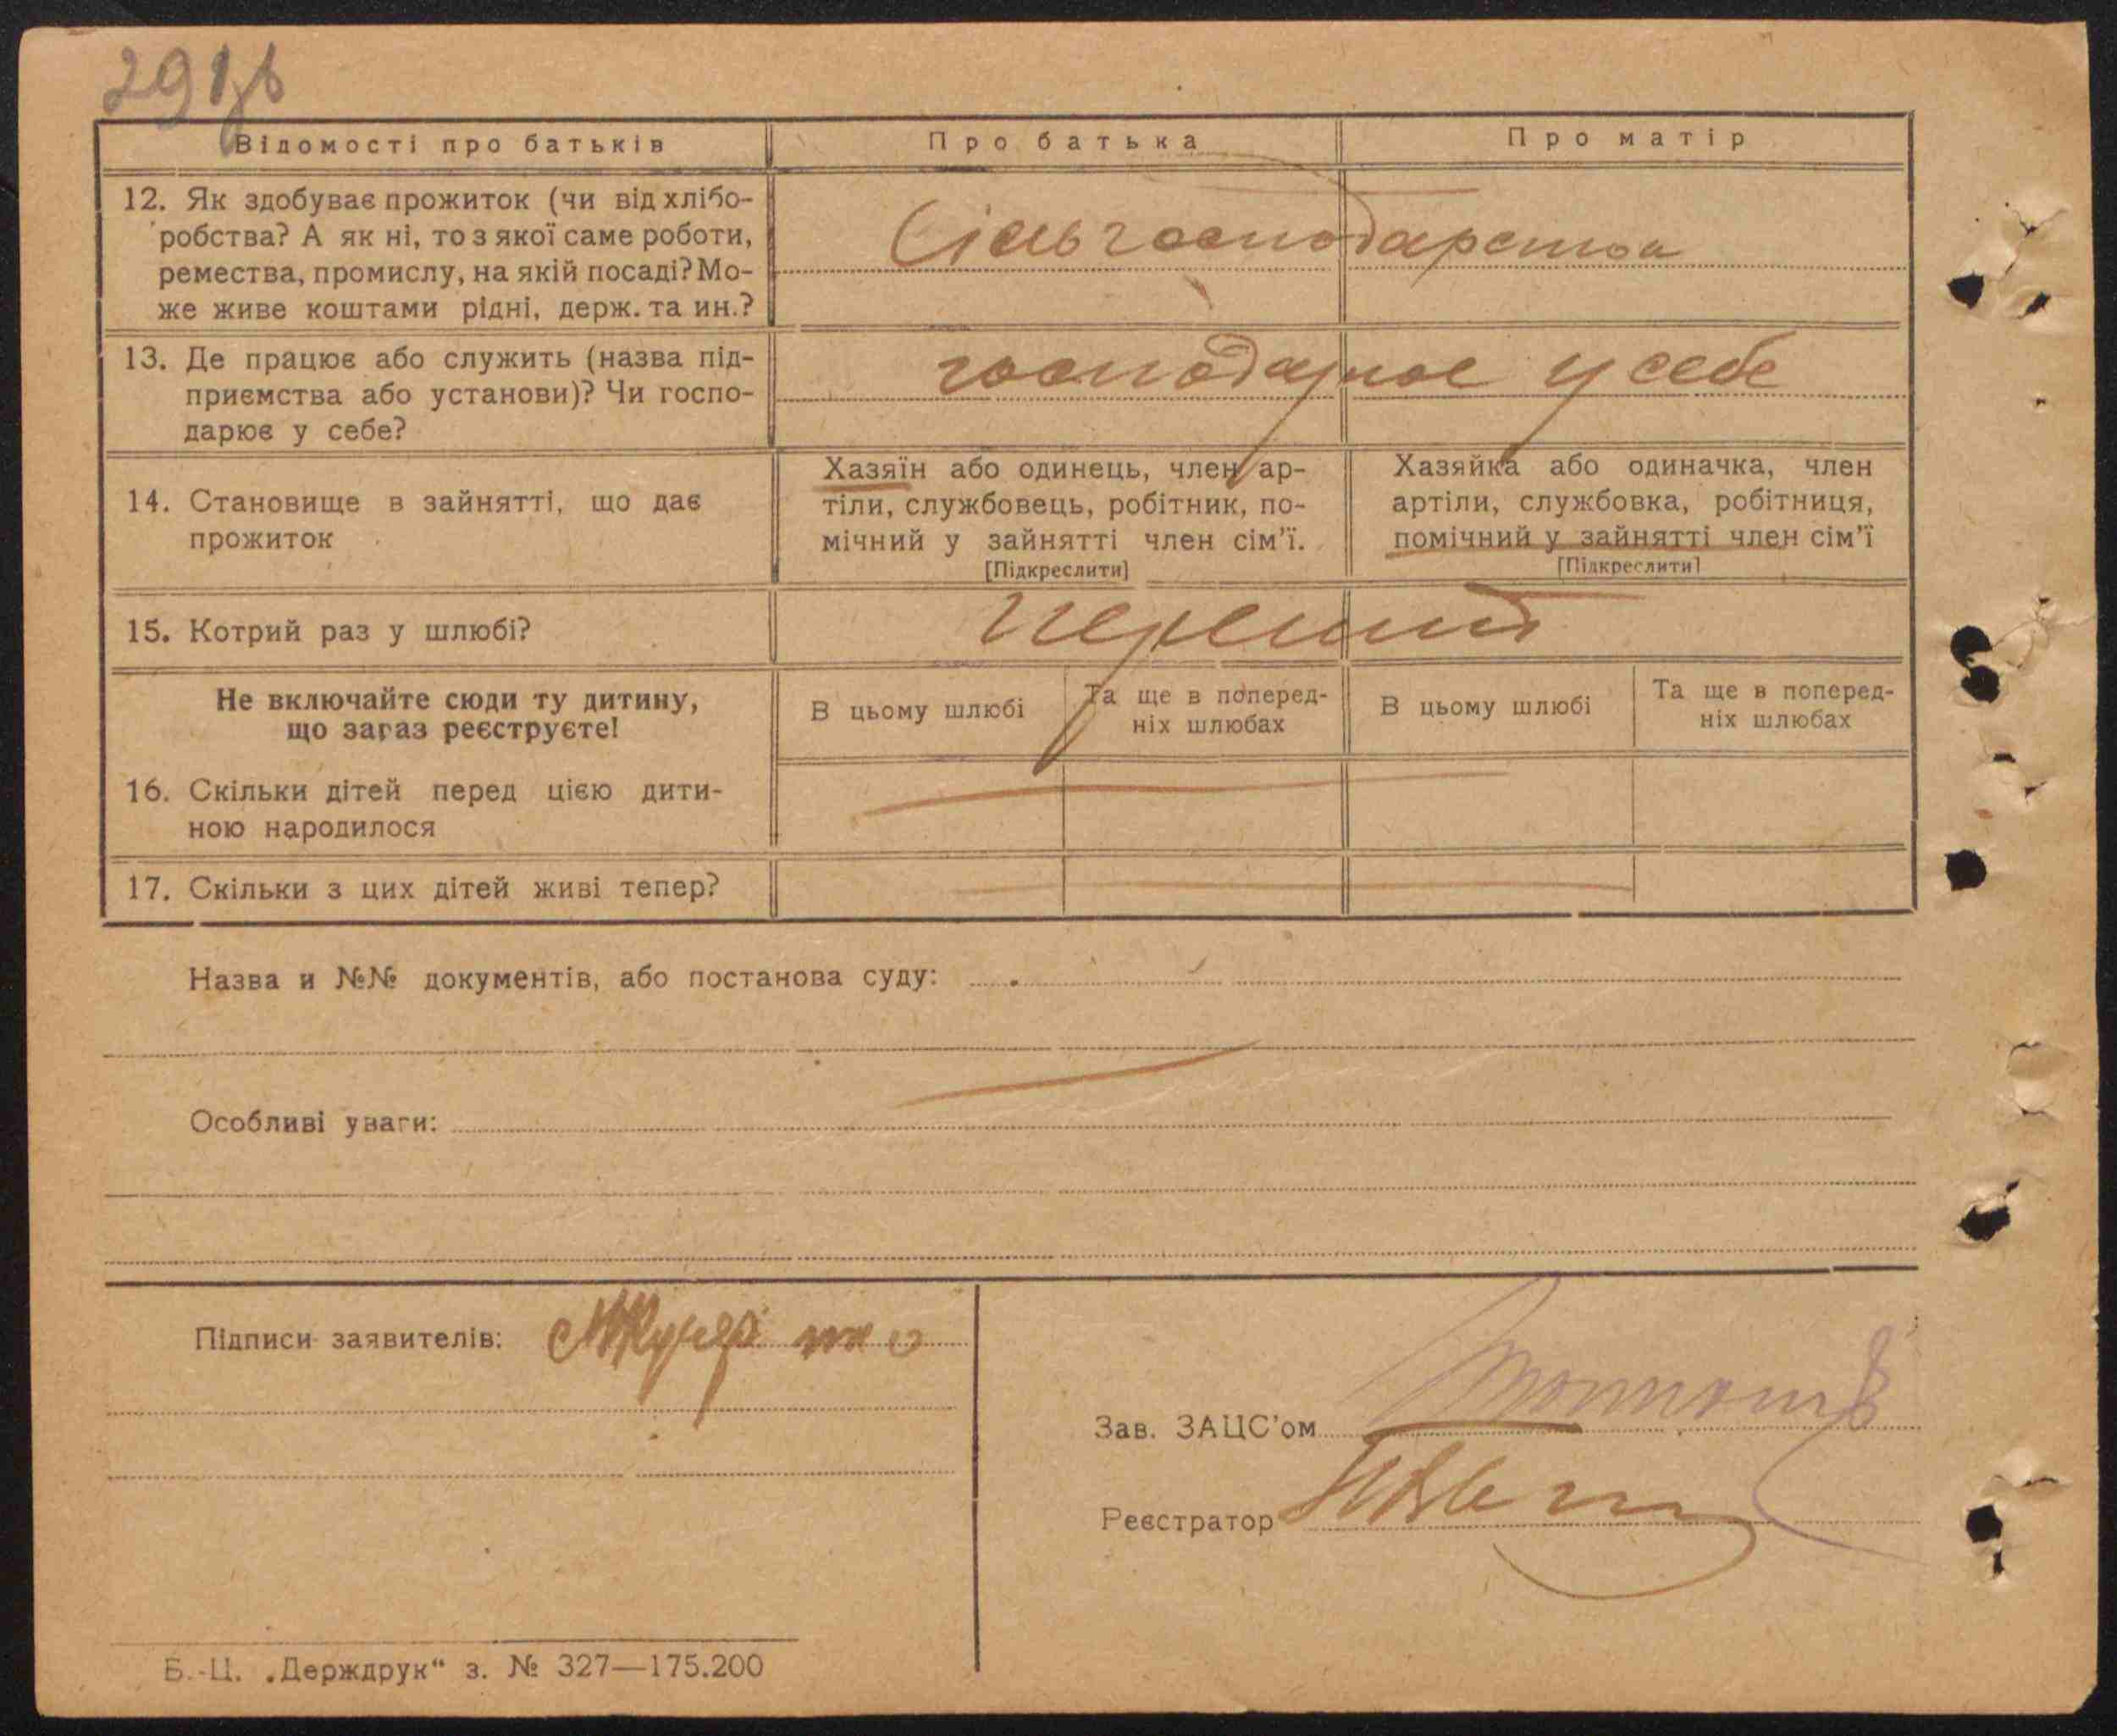 291зв
Відомості про батьків
Про батька
Про матір
12. Як здобуває прожиток (чи від хлібо-
робства? А як ні, то з якої саме роботи,
ремества, промислу, на якій посаді? Мо-
же живе коштами рідні, держ. та ин.?
Сільгосподарства
13. Де працює або служить (назва під-
приємства або установи)? Чи госпо-
дарює у себе?
господарює у себе
14. Становище в зайнятті, що дає
прожиток
Хазяїн або одинець, член ар-
тіли, службовець, робітник, по-
мічний у зайнятті член сім'ї.
[Підкреслити]
Хазяйка або одиначка, член
артіли, службовка, робітниця,
помічний у зайнятті член сім'ї
[Підкреслити]
15. Котрий раз у шлюбі?
перший
Не включайте сюди ту дитину,
що зараз реєструєте!
В цьому шлюбі
Та ще в поперед-
ніх шлюбах
В цьому шлюбі
Та ще в поперед-
ніх шлюбах
16. Скільки дітей перед цією дити-
ною народилося
17. Скільки з цих дітей живі тепер?
Назва и №№ документів, або постанова суду:
Особливі уваги:
Підписи заявителів:
Зав. ЗАЦС'ом
Реєстратор
Б.-Ц. „Держдрук“ з. № 327—175.200